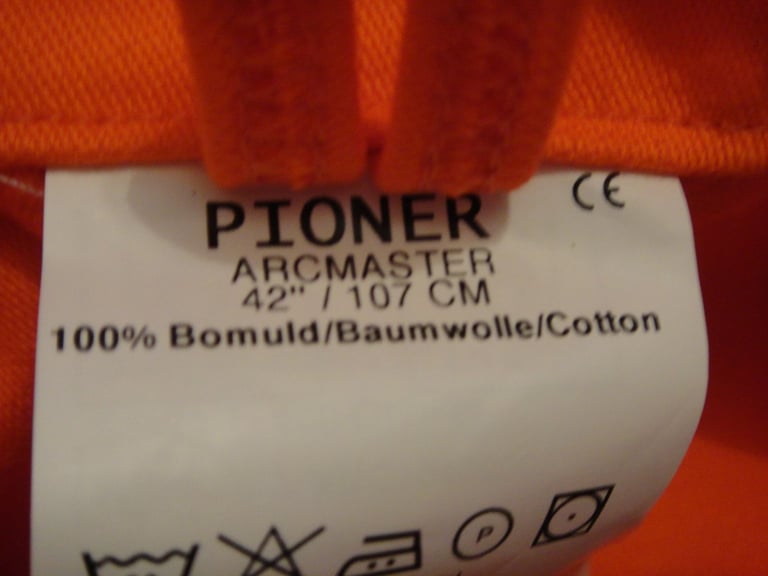 CE
PIONER
ARCMASTER
42" / 107 CM
100% Bomuld/Baumwolle/Cotton
P